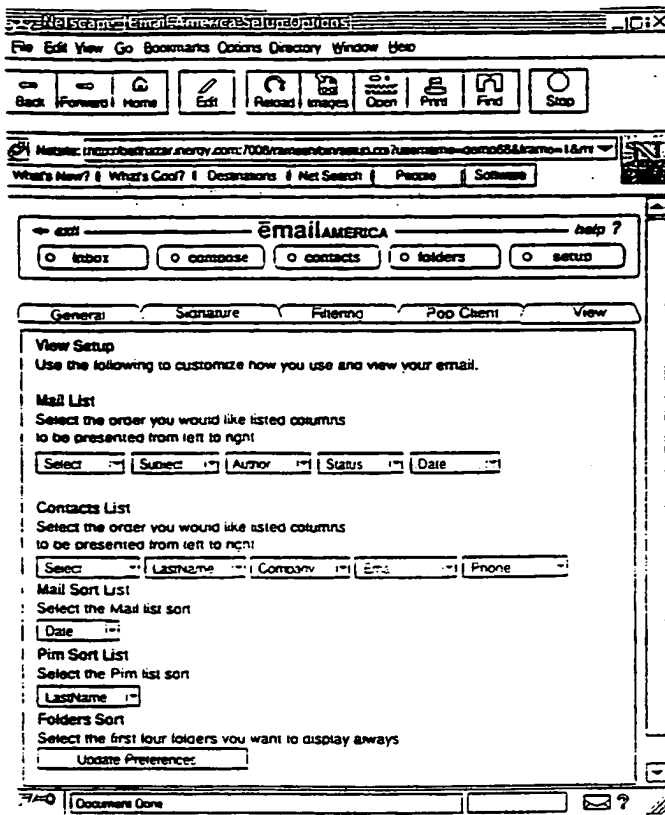 Netscape - [Email America Setup Options]
File Edit View Go Bookmarks Options Directory Window Help
Back Forward Home Edit Reload Images Open Print Find Stop
Netsite:
What's New? What's Cool? Destinations Net Search People Software
exit emailAMERICA help ?
inbox compose contacts folders setup
General Signature Filtering Pop Client View
View Setup
Use the following to customize how you use and view your email.
Mail List
Select the order you would like listed columns
to be presented from left to right
Select Subject Author Status Date
Contacts List
Select the order you would like listed columns
to be presented from left to right
Select LastName Company Email Phone
Mail Sort List
Select the Mail list sort
Date
Pim Sort List
Select the Pim list sort
LastName
Folders Sort
Select the first four folders you want to display always
Update Preferences
Document Done